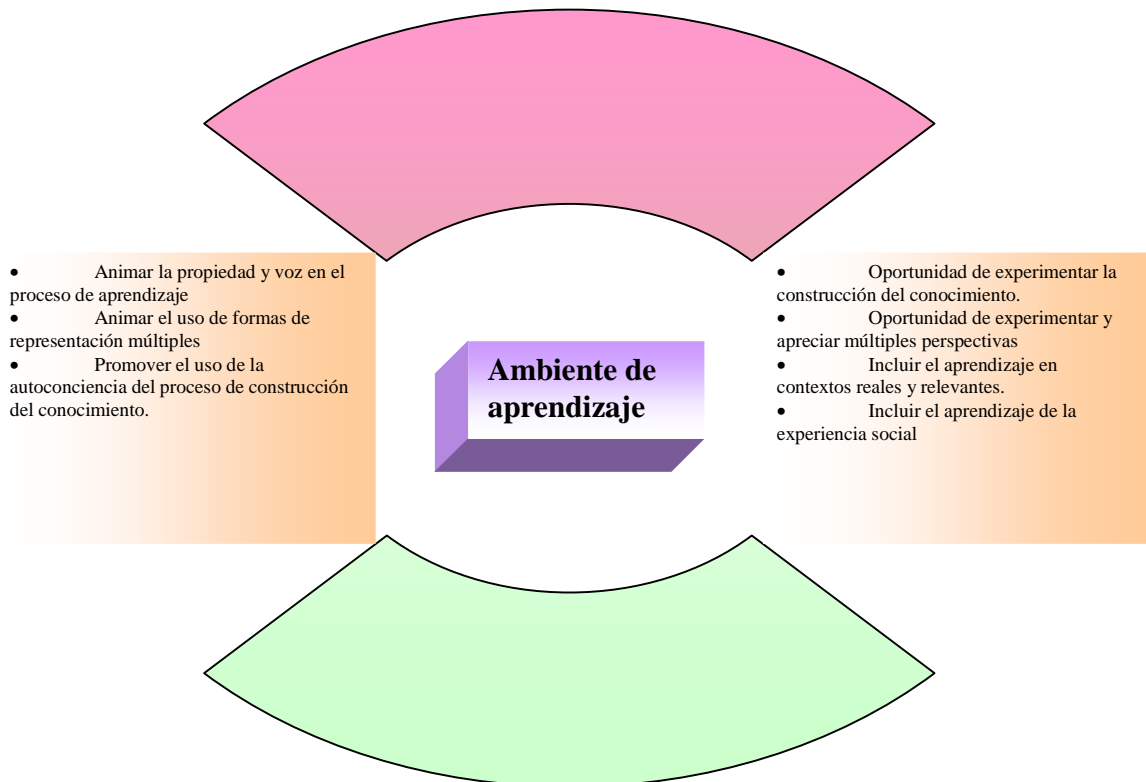 • Animar la propiedad y voz en el
proceso de aprendizaje
• Animar el uso de formas de
representación múltiples
• Promover el uso de la
autoconciencia del proceso de construcción
del conocimiento.
Ambiente de
aprendizaje
• Oportunidad de experimentar la
construcción del conocimiento.
• Oportunidad de experimentar y
apreciar múltiples perspectivas
• Incluir el aprendizaje en
contextos reales y relevantes.
• Incluir el aprendizaje de la
experiencia social